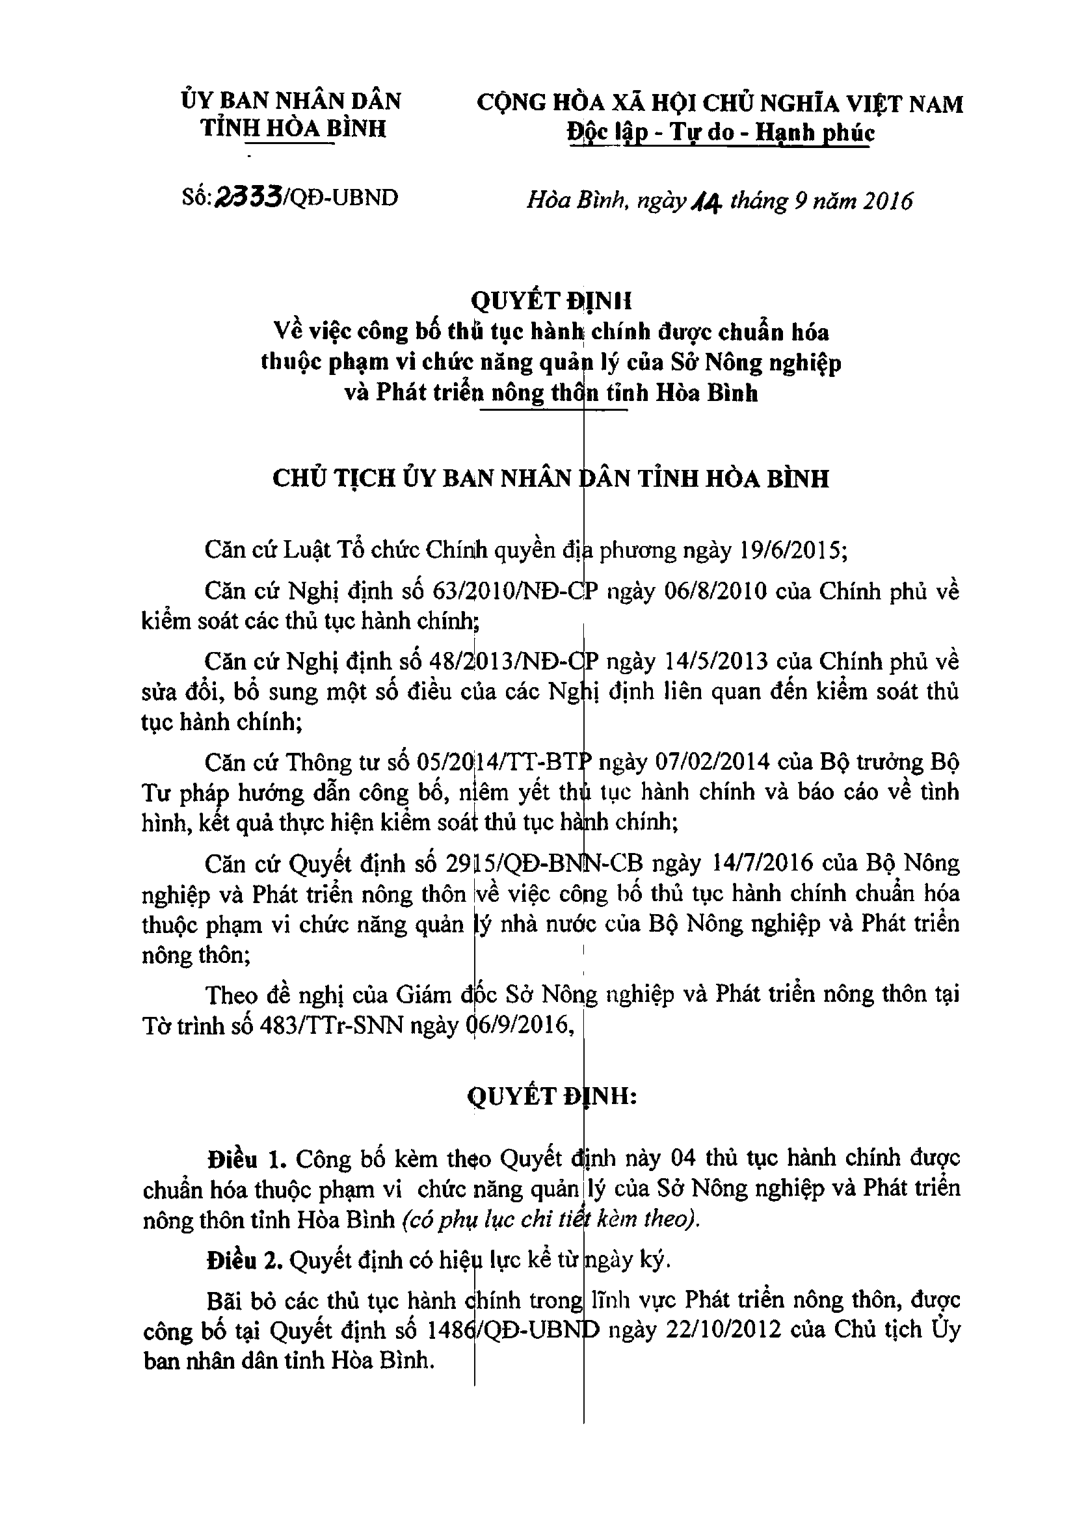 ỦY BAN NHÂN DÂN
TỈNH HÒA BÌNH
CỘNG HÒA XÃ HỘI CHỦ NGHĨA VIỆT NAM
Độc lập - Tự do - Hạnh phúc
Số: 2333/QĐ-UBND
Hòa Bình, ngày 14 tháng 9 năm 2016
QUYẾT ĐỊNH
Về việc công bố thủ tục hành chính được chuẩn hóa
thuộc phạm vi chức năng quản lý của Sở Nông nghiệp
và Phát triển nông thôn tỉnh Hòa Bình
CHỦ TỊCH ỦY BAN NHÂN DÂN TỈNH HÒA BÌNH
Căn cứ Luật Tổ chức Chính quyền địa phương ngày 19/6/2015;
Căn cứ Nghị định số 63/2010/NĐ-CP ngày 06/8/2010 của Chính phủ về
kiểm soát các thủ tục hành chính;
Căn cứ Nghị định số 48/2013/NĐ-CP ngày 14/5/2013 của Chính phủ về
sửa đổi, bổ sung một số điều của các Nghị định liên quan đến kiểm soát thủ
tục hành chính;
Căn cứ Thông tư số 05/2014/TT-BTP ngày 07/02/2014 của Bộ trưởng Bộ
Tư pháp hướng dẫn công bố, niêm yết thủ tục hành chính và báo cáo về tình
hình, kết quả thực hiện kiểm soát thủ tục hành chính;
Căn cứ Quyết định số 2915/QĐ-BNN-CB ngày 14/7/2016 của Bộ Nông
nghiệp và Phát triển nông thôn về việc công bố thủ tục hành chính chuẩn hóa
thuộc phạm vi chức năng quản lý nhà nước của Bộ Nông nghiệp và Phát triển
nông thôn;
Theo đề nghị của Giám đốc Sở Nông nghiệp và Phát triển nông thôn tại
Tờ trình số 483/TTr-SNN ngày 06/9/2016,
QUYẾT ĐỊNH:
Điều 1. Công bố kèm theo Quyết định này 04 thủ tục hành chính được
chuẩn hóa thuộc phạm vi chức năng quản lý của Sở Nông nghiệp và Phát triển
nông thôn tỉnh Hòa Bình (có phụ lục chi tiết kèm theo).
Điều 2. Quyết định có hiệu lực kể từ ngày ký.
Bãi bỏ các thủ tục hành chính trong lĩnh vực Phát triển nông thôn, được
công bố tại Quyết định số 1486/QĐ-UBND ngày 22/10/2012 của Chủ tịch Ủy
ban nhân dân tỉnh Hòa Bình.